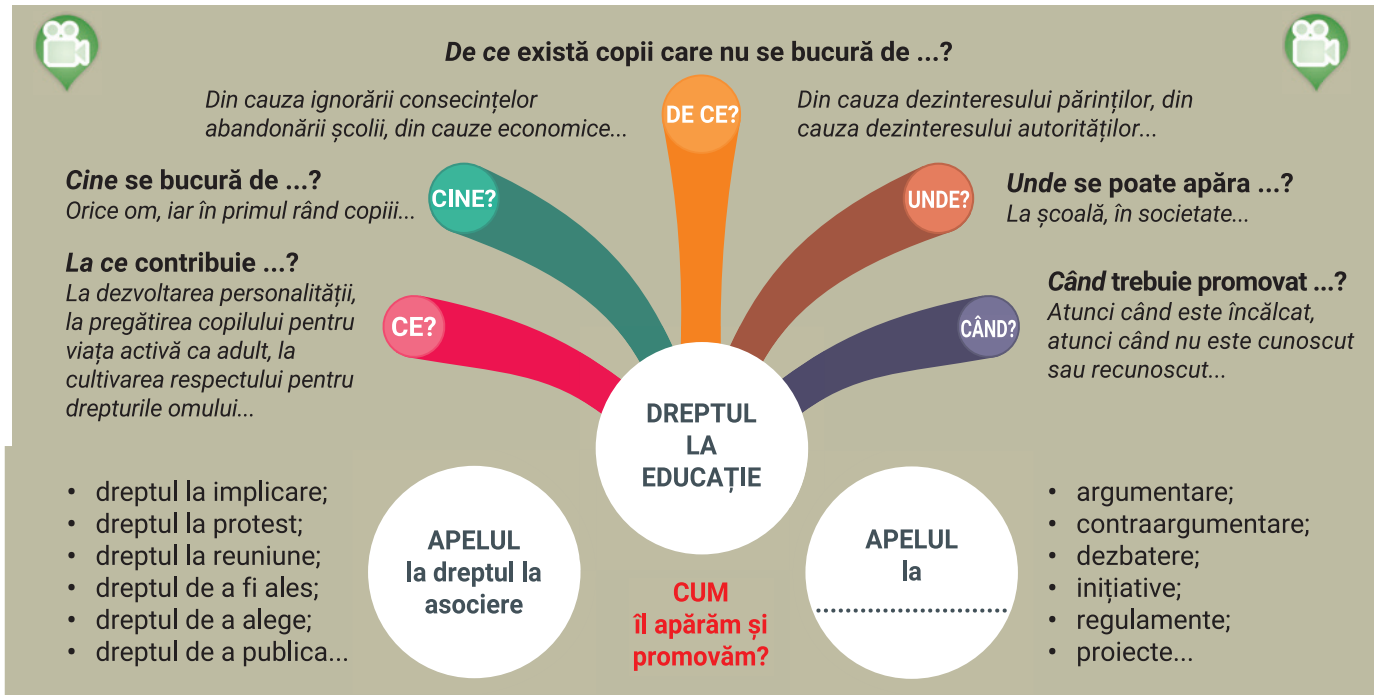 De ce există copii care nu se bucură de ...?
Din cauza ignorării consecințelor
abandonării școlii, din cauze economice...
DE CE?
Din cauza dezinteresului părinților, din
cauza dezinteresului autorităților...
Cine se bucură de ...?
Orice om, iar în primul rând copiii...
CINE?
UNDE?
Unde se poate apăra ...?
La școală, în societate...
La ce contribuie ...?
La dezvoltarea personalității,
la pregătirea copilului pentru
viața activă ca adult, la
cultivarea respectului pentru
drepturile omului...
CE?
CÂND?
Când trebuie promovat ...?
Atunci când este încălcat,
atunci când nu este cunoscut
sau recunoscut...
DREPTUL
LA
EDUCAȚIE
• dreptul la implicare;
• dreptul la protest;
• dreptul la reuniune;
• dreptul de a fi ales;
• dreptul de a alege;
• dreptul de a publica...
APELUL
la dreptul la
asociere
CUM
îl apărăm și
promovăm?
APELUL
la
.......................................
• argumentare;
• contraargumentare;
• dezbatere;
• inițiative;
• regulamente;
• proiecte...